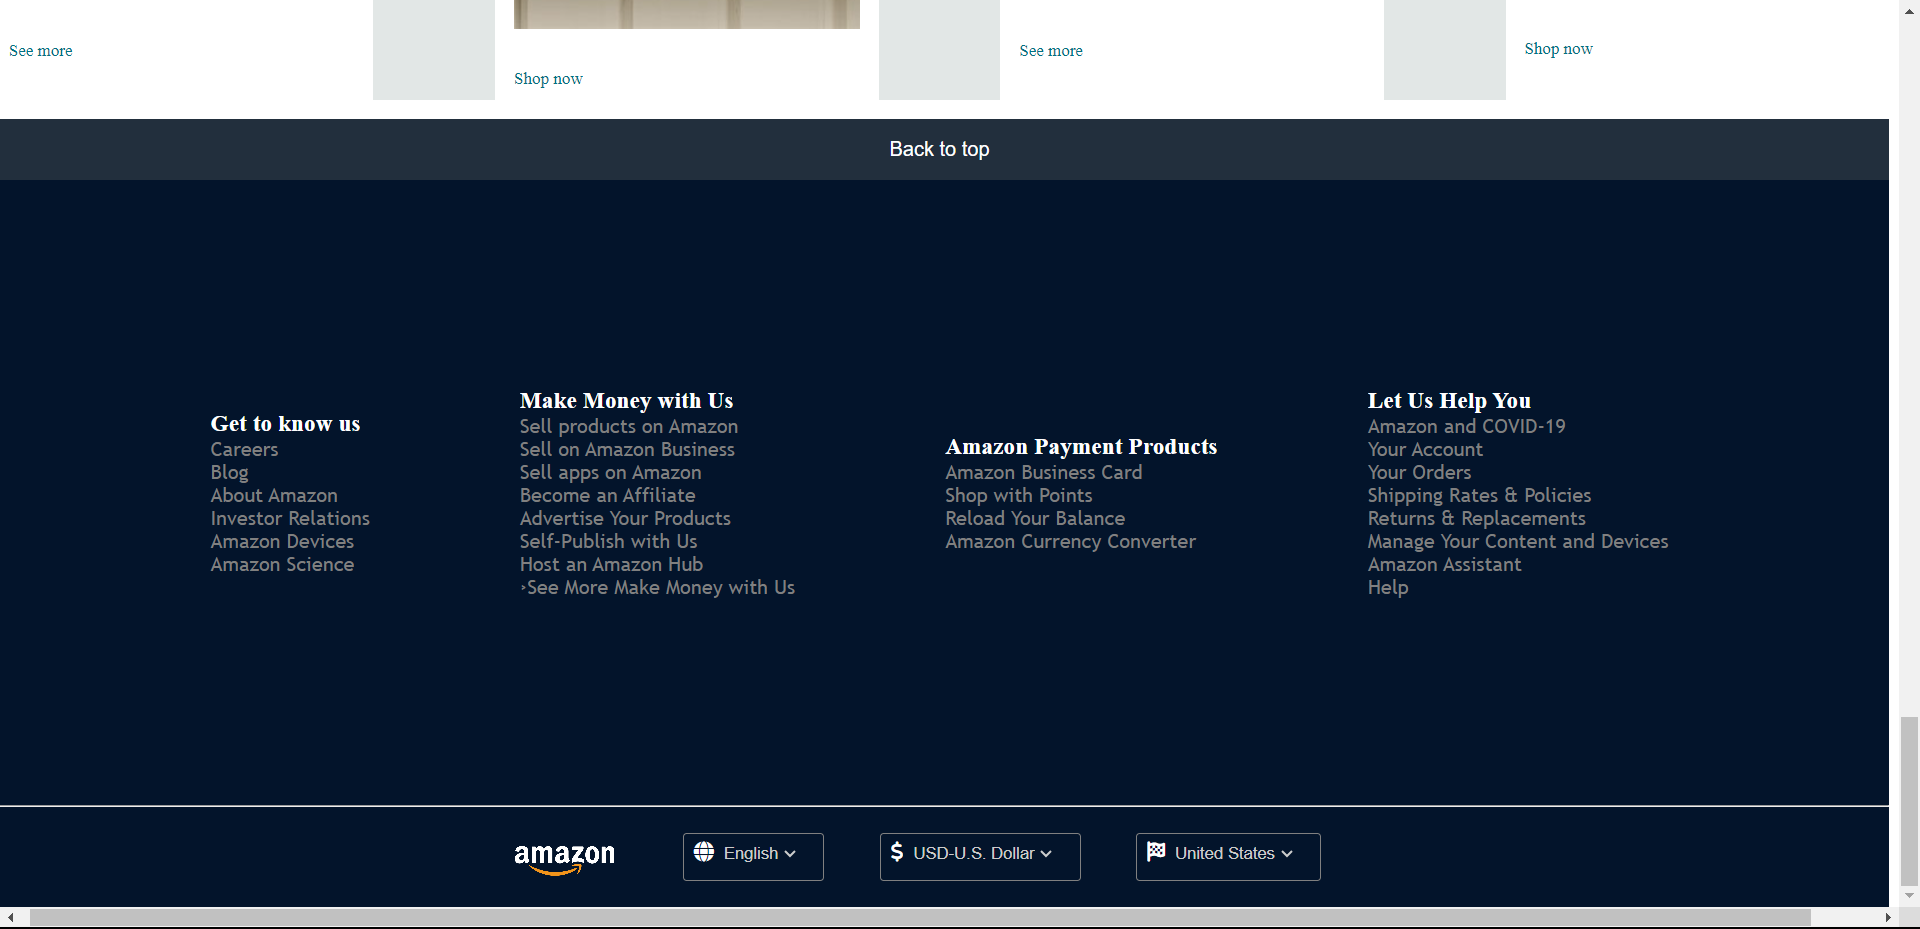 See more
Shop now
See more
Shop now
Back to top
Get to know us
Careers
Blog
About Amazon
Investor Relations
Amazon Devices
Amazon Science
Make Money with Us
Sell products on Amazon
Sell on Amazon Business
Sell apps on Amazon
Become an Affiliate
Advertise Your Products
Self-Publish with Us
Host an Amazon Hub
›See More Make Money with Us
Amazon Payment Products
Amazon Business Card
Shop with Points
Reload Your Balance
Amazon Currency Converter
Let Us Help You
Amazon and COVID-19
Your Account
Your Orders
Shipping Rates & Policies
Returns & Replacements
Manage Your Content and Devices
Amazon Assistant
Help
amazon
English
$ USD-U.S. Dollar
United States